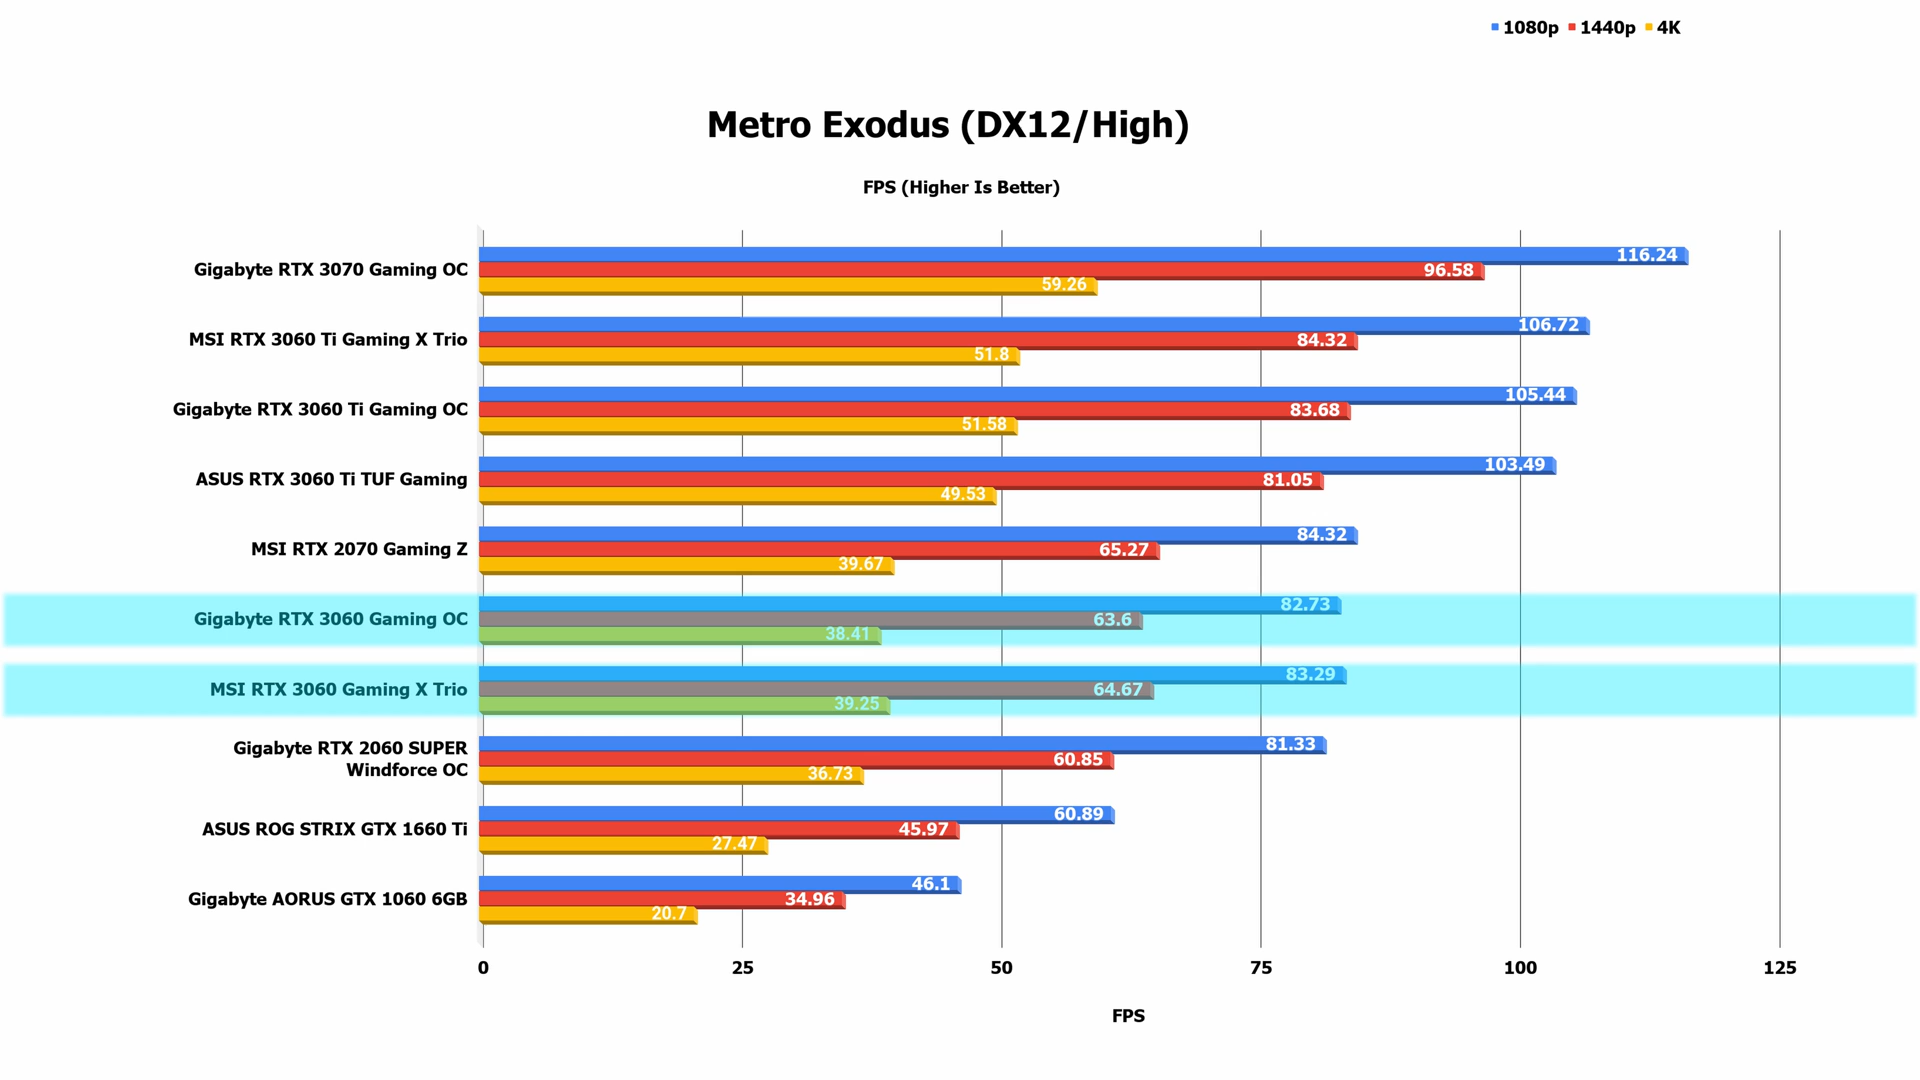 1080p 1440p 4K
Metro Exodus (DX12/High)
FPS (Higher Is Better)
Gigabyte RTX 3070 Gaming OC
116.24
96.58
59.26
MSI RTX 3060 Ti Gaming X Trio
106.72
84.32
51.8
Gigabyte RTX 3060 Ti Gaming OC
105.44
83.68
51.58
ASUS RTX 3060 Ti TUF Gaming
103.49
81.05
49.53
MSI RTX 2070 Gaming Z
84.32
65.27
39.67
Gigabyte RTX 3060 Gaming OC
82.73
63.6
38.41
MSI RTX 3060 Gaming X Trio
83.29
64.67
39.25
Gigabyte RTX 2060 SUPER
Windforce OC
81.33
60.85
36.73
ASUS ROG STRIX GTX 1660 Ti
60.89
45.97
27.47
Gigabyte AORUS GTX 1060 6GB
46.1
34.96
20.7
0 25 50 75 100 125
FPS